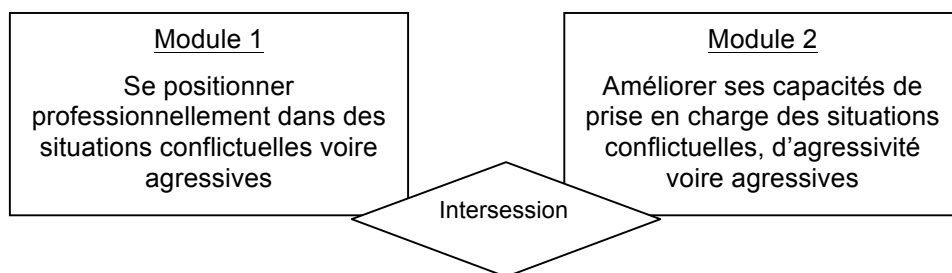 Module 1
Se positionner
professionnellement dans des
situations conflictuelles voire
agressives
Module 2
Améliorer ses capacités de
prise en charge des situations
conflictuelles, d'agressivité
voire agressives
Intersession